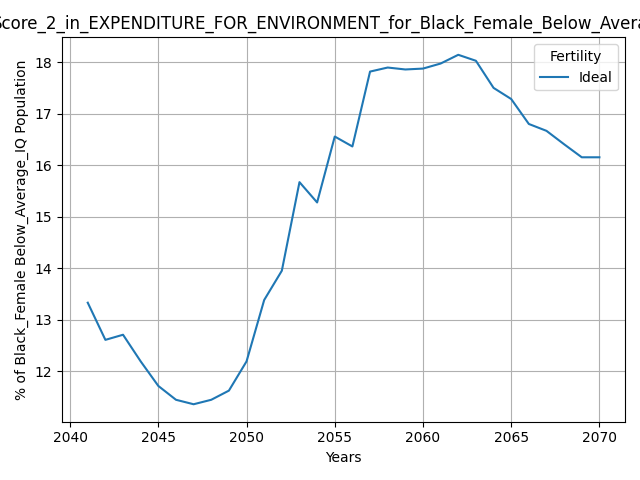 Score_2_in_EXPENDITURE_FOR_ENVIRONMENT_for_Black_Female_Below_Avera
Fertility
Ideal
% of Black_Female Below_Average_IQ Population
18
17
16
15
14
13
12
2040 2045 2050 2055 2060 2065 2070
Years